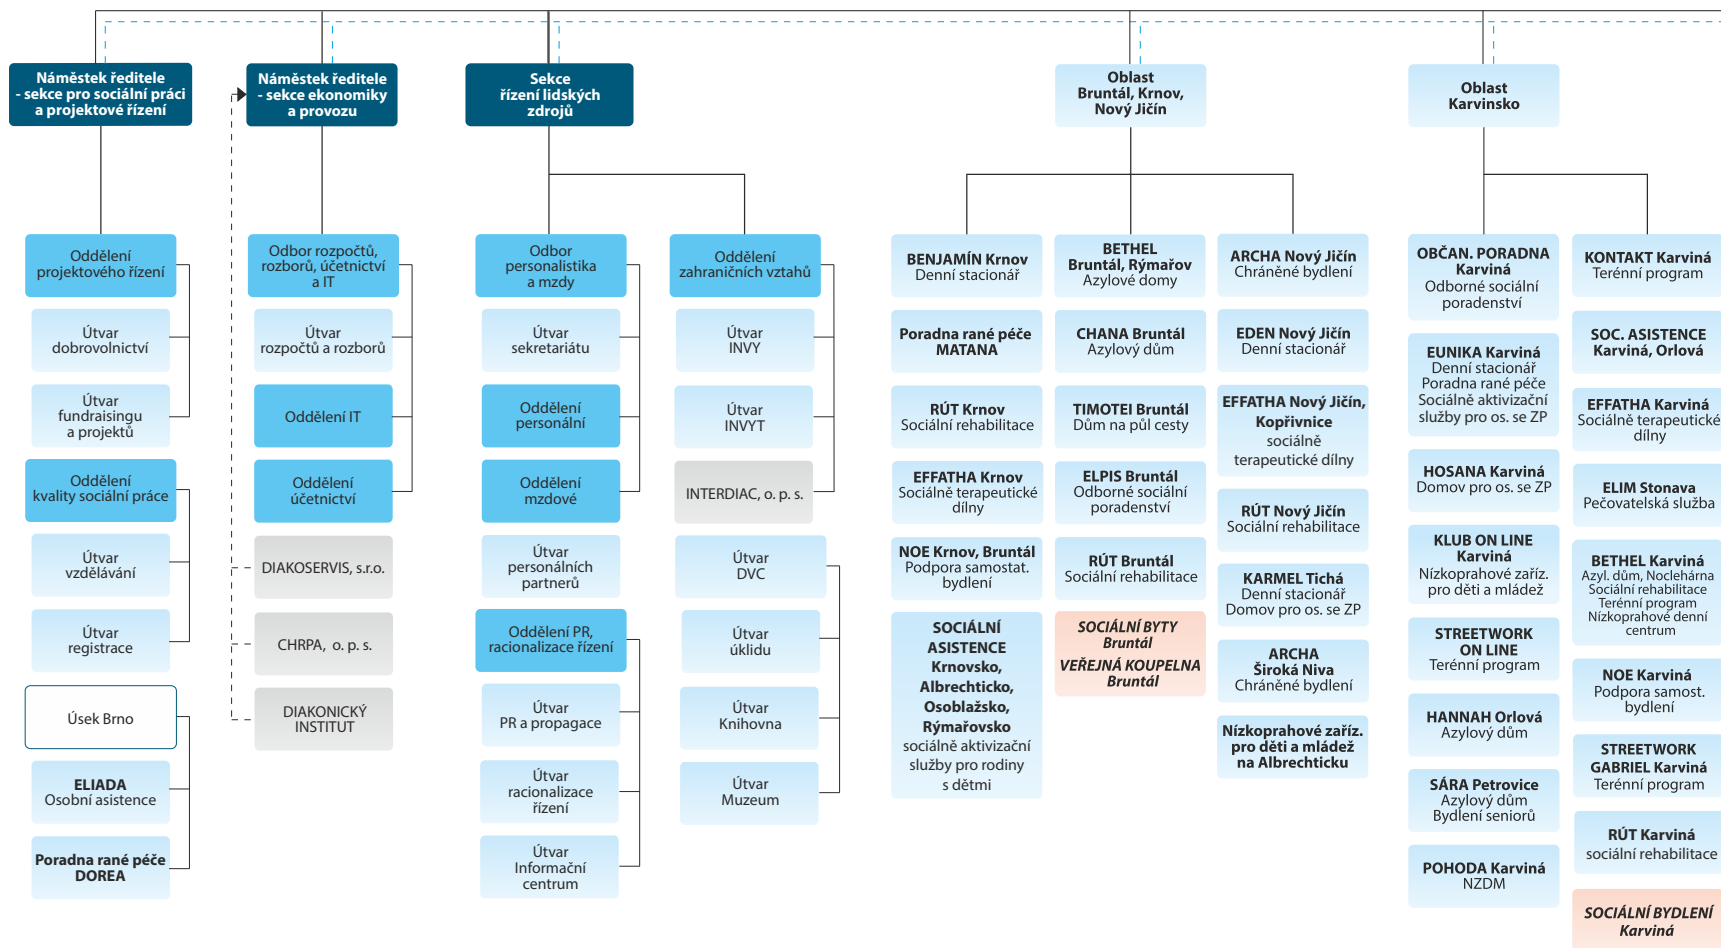 Náměstek ředitele
- sekce pro sociální práci
a projektové řízení
Náměstek ředitele
- sekce ekonomiky
a provozu
Sekce
řízení lidských
zdrojů
Oblast
Bruntál, Krnov,
Nový Jičín
Oblast
Karvinsko
Oddělení
projektového řízení
Útvar
dobrovolnictví
Útvar
fundraisingu
a projektů
Oddělení
kvality sociální práce
Útvar
vzdělávání
Útvar
registrace
Úsek Brno
ELIADA
Osobní asistence
Poradna rané péče
DOREA
Odbor rozpočtů,
rozborů, účetnictví
a IT
Útvar
rozpočtů a rozborů
Oddělení IT
Oddělení
účetnictví
DIAKOSERVIS, s.r.o.
CHRPA, o. p. s.
DIAKONICKÝ
INSTITUT
Odbor
personalistika
a mzdy
Útvar
sekretariátu
Oddělení
personální
Oddělení
mzdové
Útvar
personálních
partnerů
Oddělení PR,
racionalizace řízení
Útvar
PR a propagace
Útvar
racionalizace
řízení
Útvar
Informační
centrum
Oddělení
zahraničních vztahů
Útvar
INVY
Útvar
INVYT
INTERDIAC, o. p. s.
Útvar
DVC
Útvar
úklidu
Útvar
Knihovna
Útvar
Muzeum
BENJAMÍN Krnov
Denní stacionář
Poradna rané péče
MATANA
RÚT Krnov
Sociální rehabilitace
EFFATHA Krnov
Sociálně terapeutické
dílny
NOE Krnov, Bruntál
Podpora samostat.
bydlení
SOCIÁLNÍ
ASISTENCE
Krnovsko,
Albrechticko,
Osoblažsko,
Rýmařovsko
sociálně aktivizační
služby pro rodiny
s dětmi
BETHEL
Bruntál, Rýmařov
Azylové domy
CHANA Bruntál
Azylový dům
TIMOTEI Bruntál
Dům na půl cesty
ELPIS Bruntál
Odborné sociální
poradenství
RÚT Bruntál
Sociální rehabilitace
SOCIÁLNÍ BYTY
Bruntál
VEŘEJNÁ KOUPELNA
Bruntál
ARCHA Nový Jičín
Chráněné bydlení
EDEN Nový Jičín
Denní stacionář
EFFATHA Nový Jičín,
Kopřivnice
sociálně
terapeutické dílny
RÚT Nový Jičín
Sociální rehabilitace
KARMEL Tichá
Denní stacionář
Domov pro os. se ZP
ARCHA
Široká Niva
Chráněné bydlení
Nízkoprahové zaříz.
pro děti a mládež
na Albrechticku
OBČAN. PORADNA
Karviná
Odborné sociální
poradenství
EUNIKA Karviná
Denní stacionář
Poradna rané péče
Sociálně aktivizační
služby pro os. se ZP
HOSANA Karviná
Domov pro os. se ZP
KLUB ON LINE
Karviná
Nízkoprahové zaříz.
pro děti a mládež
STREETWORK
ON LINE
Terénní program
HANNAH Orlová
Azylový dům
SÁRA Petrovice
Azylový dům
Bydlení seniorů
POHODA Karviná
NZDM
KONTAKT Karviná
Terénní program
SOC. ASISTENCE
Karviná, Orlová
EFFATHA Karviná
Sociálně terapeutické
dílny
ELIM Stonava
Pečovatelská služba
BETHEL Karviná
Azyl. dům, Noclehárna
Sociální rehabilitace
Terénní program
Nízkoprahové denní
centrum
NOE Karviná
Podpora samost.
bydlení
STREETWORK
GABRIEL Karviná
Terénní program
RÚT Karviná
sociální rehabilitace
SOCIÁLNÍ BYDLENÍ
Karviná